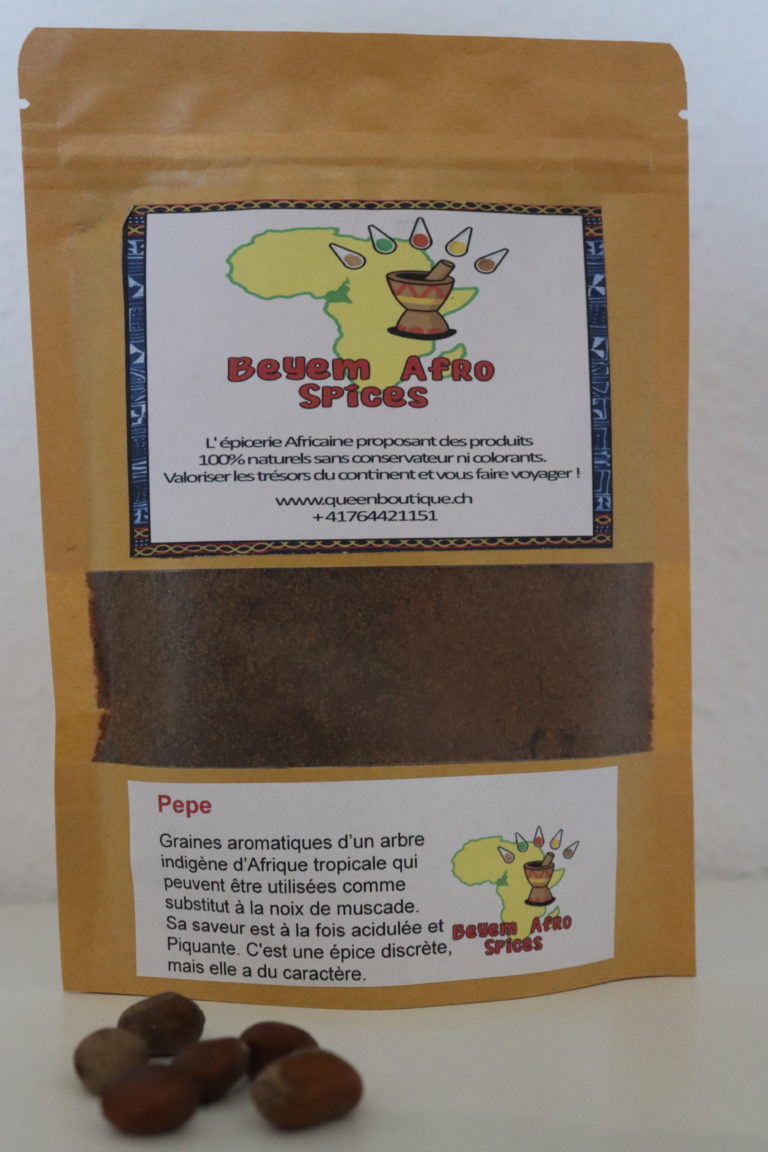 Beyem Afro
Spices
L' épicerie Africaine proposant des produits
100% naturels sans conservateur ni colorants.
Valoriser les trésors du continent et vous faire voyager !
www.queenboutique.ch
+41764421151
Pepe
Graines aromatiques d'un arbre
indigène d'Afrique tropicale qui
peuvent être utilisées comme
substitut à la noix de muscade.
Sa saveur est à la fois acidulée et
Piquante. C'est une épice discrète,
mais elle a du caractère.
Beyem Afro
Spices